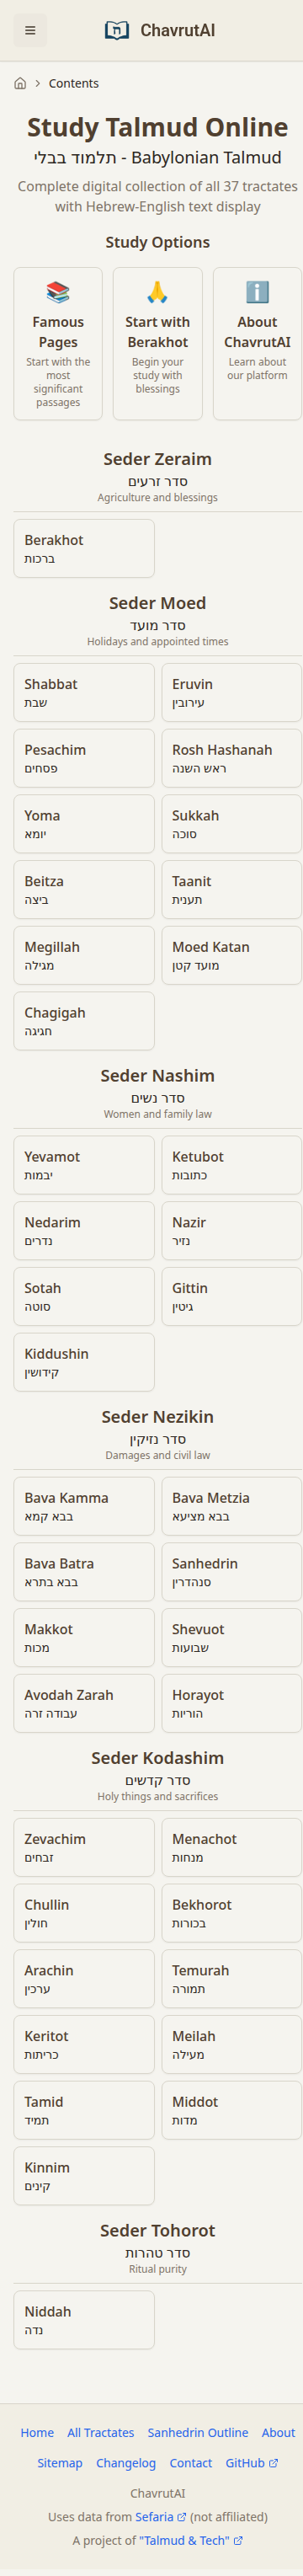 ChavrutAI
Contents
Study Talmud Online
תלמוד בבלי - Babylonian Talmud
Complete digital collection of all 37 tractates
with Hebrew-English text display
Study Options
Famous
Pages
Start with the
most
significant
passages
Start with
Berakhot
Begin your
study with
blessings
About
ChavrutAI
Learn about
our platform
Seder Zeraim
סדר זרעים
Agriculture and blessings
Berakhot
ברכות
Seder Moed
סדר מועד
Holidays and appointed times
Shabbat
שבת
Eruvin
עירובין
Pesachim
פסחים
Rosh Hashanah
ראש השנה
Yoma
יומא
Sukkah
סוכה
Beitza
ביצה
Taanit
תענית
Megillah
מגילה
Moed Katan
מועד קטן
Chagigah
חגיגה
Seder Nashim
סדר נשים
Women and family law
Yevamot
יבמות
Ketubot
כתובות
Nedarim
נדרים
Nazir
נזיר
Sotah
סוטה
Gittin
גיטין
Kiddushin
קידושין
Seder Nezikin
סדר נזיקין
Damages and civil law
Bava Kamma
בבא קמא
Bava Metzia
בבא מציעא
Bava Batra
בבא בתרא
Sanhedrin
סנהדרין
Makkot
מכות
Shevuot
שבועות
Avodah Zarah
עבודה זרה
Horayot
הוריות
Seder Kodashim
סדר קדשים
Holy things and sacrifices
Zevachim
זבחים
Menachot
מנחות
Chullin
חולין
Bekhorot
בכורות
Arachin
ערכין
Temurah
תמורה
Keritot
כריתות
Meilah
מעילה
Tamid
תמיד
Middot
מדות
Kinnim
קינים
Seder Tohorot
סדר טהרות
Ritual purity
Niddah
נדה
Home All Tractates Sanhedrin Outline About
Sitemap Changelog Contact GitHub
ChavrutAI
Uses data from Sefaria (not affiliated)
A project of "Talmud & Tech"